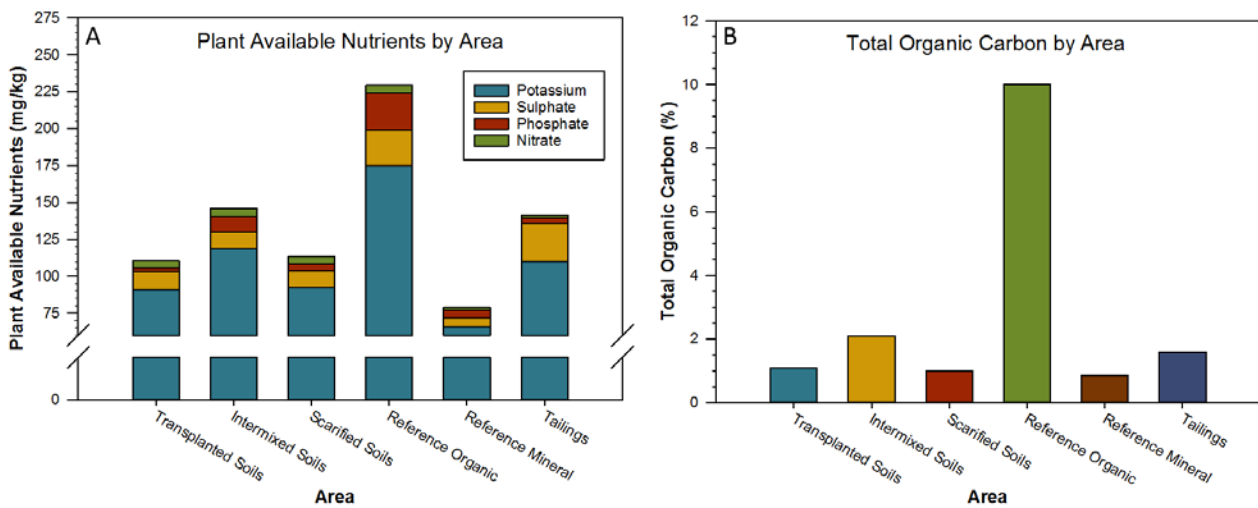 A
Plant Available Nutrients by Area
Plant Available Nutrients (mg/kg)
275
250
225
200
175
150
125
100
75
0
Potassium
Sulphate
Phosphate
Nitrate
Transplanted Soils
Intermixed Soils
Scarified Soils
Reference Organic
Reference Mineral
Tailings
Area
B
Total Organic Carbon by Area
Total Organic Carbon (%)
12
10
8
6
4
2
0
Transplanted Soils
Intermixed Soils
Scarified Soils
Reference Organic
Reference Mineral
Tailings
Area